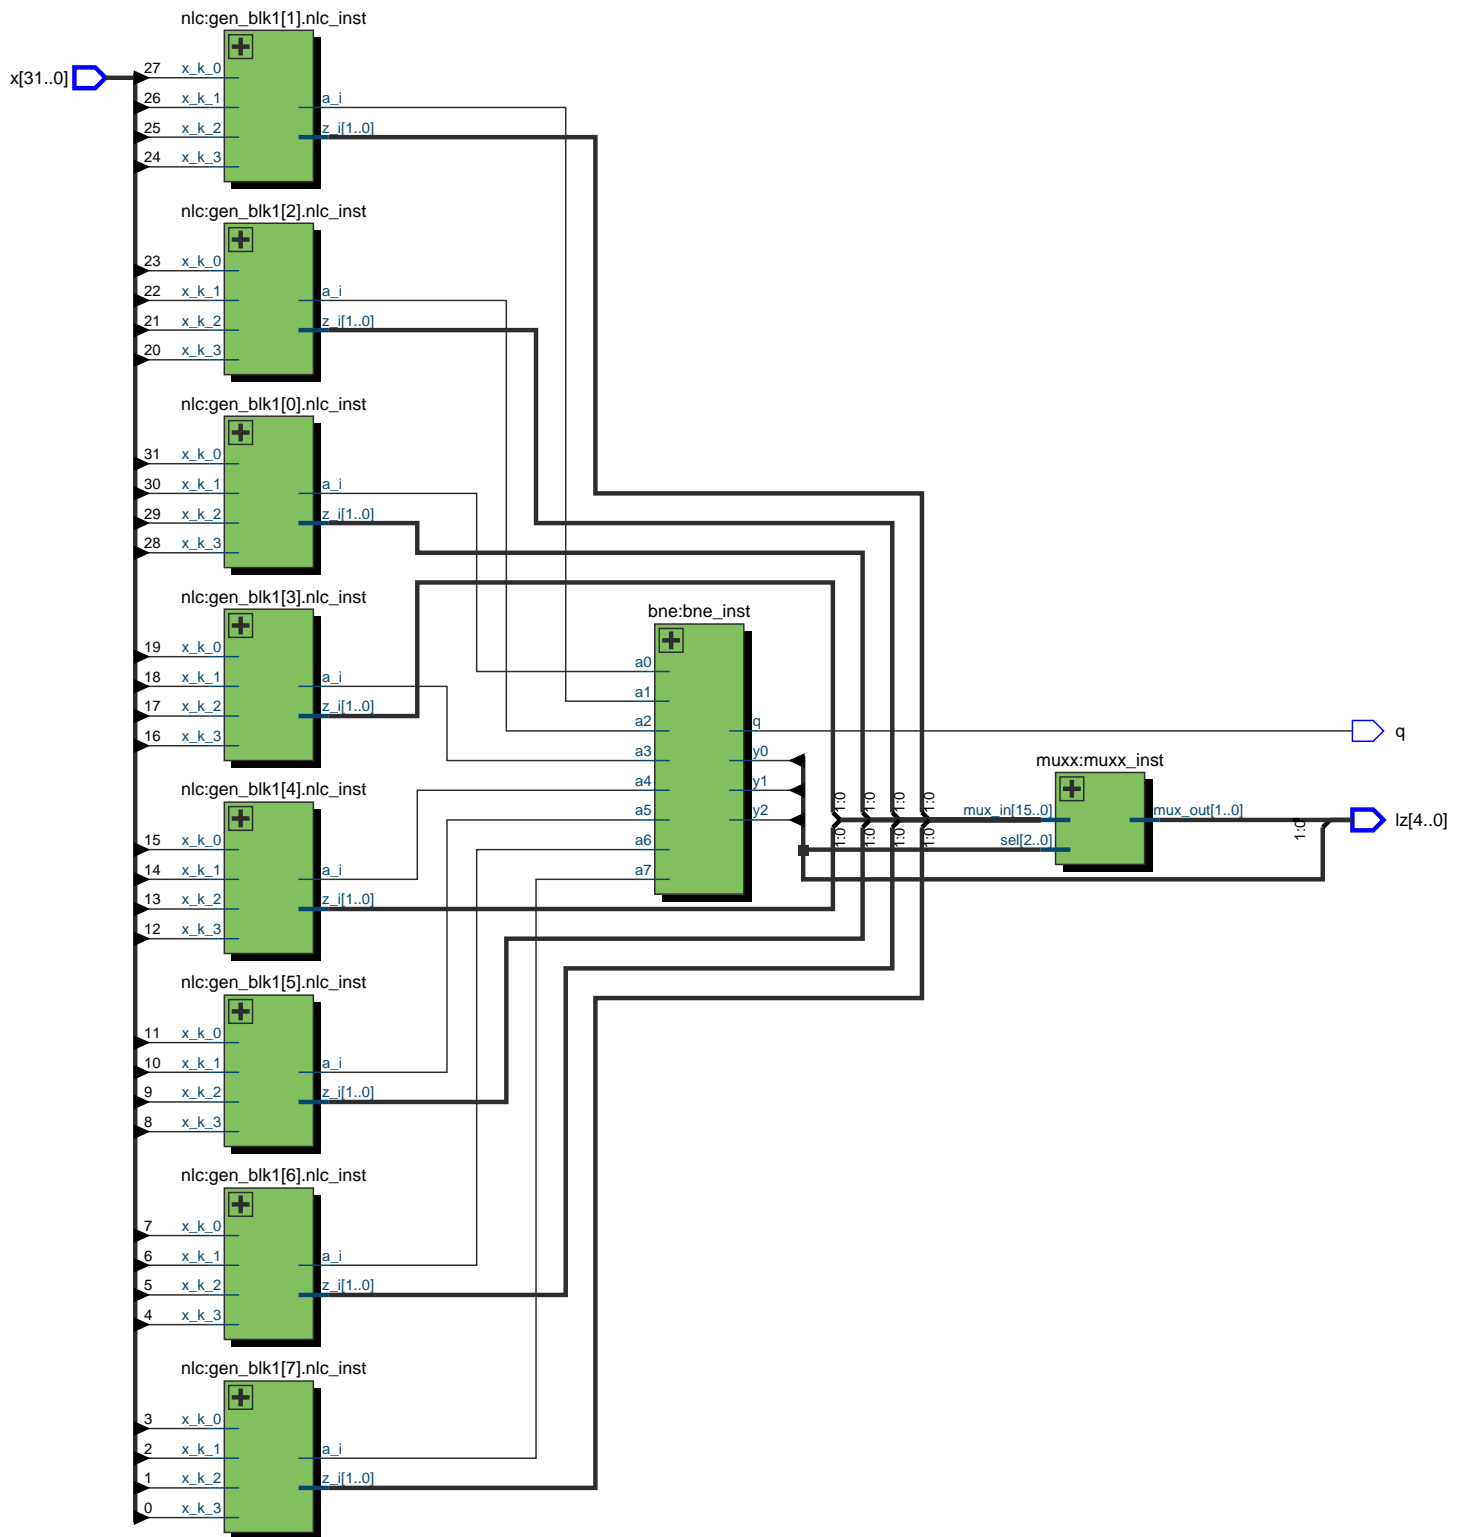 nlc:gen_blk1[1].nlc_inst
x[31..0]
27 x_k_0
26 x_k_1 a_i
25 x_k_2 z_i[1..0]
24 x_k_3
nlc:gen_blk1[2].nlc_inst
23 x_k_0
22 x_k_1 a_i
21 x_k_2 z_i[1..0]
20 x_k_3
nlc:gen_blk1[0].nlc_inst
31 x_k_0
30 x_k_1 a_i
29 x_k_2 z_i[1..0]
28 x_k_3
nlc:gen_blk1[3].nlc_inst
19 x_k_0
18 x_k_1 a_i
17 x_k_2 z_i[1..0]
16 x_k_3
nlc:gen_blk1[4].nlc_inst
15 x_k_0
14 x_k_1 a_i
13 x_k_2 z_i[1..0]
12 x_k_3
nlc:gen_blk1[5].nlc_inst
11 x_k_0
10 x_k_1 a_i
9 x_k_2 z_i[1..0]
8 x_k_3
nlc:gen_blk1[6].nlc_inst
7 x_k_0
6 x_k_1 a_i
5 x_k_2 z_i[1..0]
4 x_k_3
nlc:gen_blk1[7].nlc_inst
3 x_k_0
2 x_k_1 a_i
1 x_k_2 z_i[1..0]
0 x_k_3
bne:bne_inst
a0
a1
a2 q
a3 y0
a4 y1
a5 y2
a6
a7
1:0 1:0 1:0 1:0
1:0 1:0 1:0 1:0
muxx:muxx_inst
mux_in[15..0] mux_out[1..0]
sel[2..0]
1:0
q
lz[4..0]